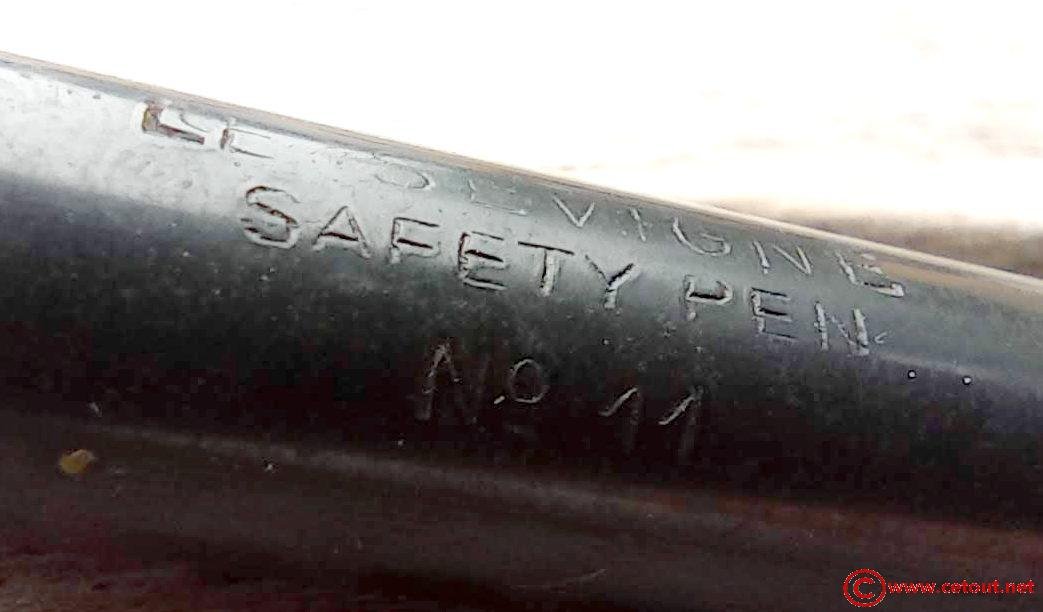 LE SEVIGNE
SAFETY PEN
Nº 11
© www.cetout.net